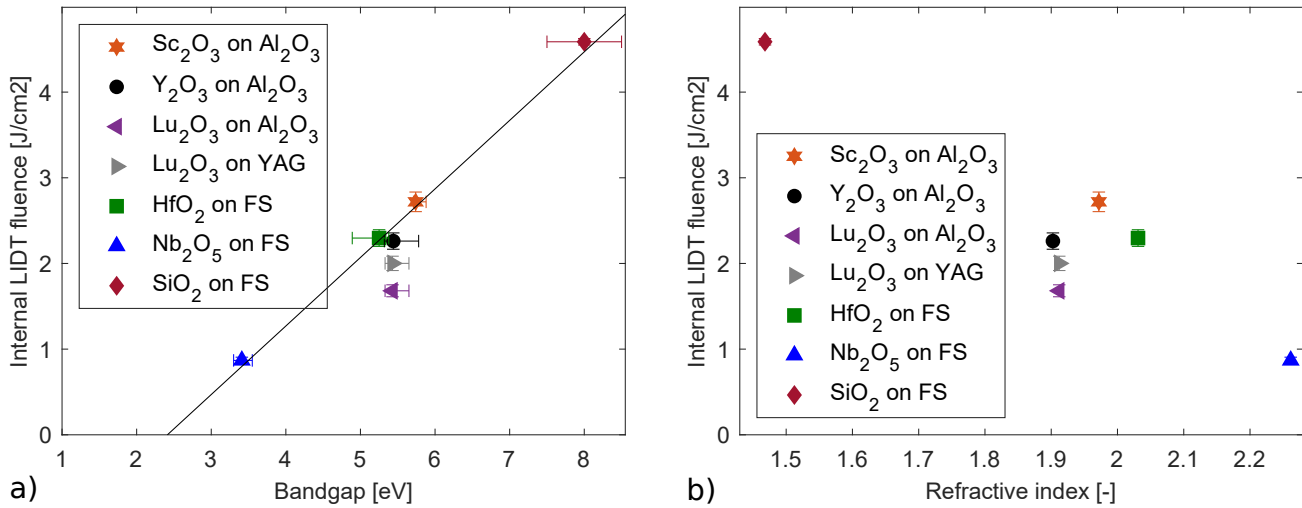 Internal LIDT fluence [J/cm2]
4
3
2
1
0
Sc₂O₃ on Al₂O₃
Y₂O₃ on Al₂O₃
Lu₂O₃ on Al₂O₃
Lu₂O₃ on YAG
HfO₂ on FS
Nb₂O₅ on FS
SiO₂ on FS
1 2 3 4 5 6 7 8
a) Bandgap [eV]
Internal LIDT fluence [J/cm2]
4
3
2
1
0
Sc₂O₃ on Al₂O₃
Y₂O₃ on Al₂O₃
Lu₂O₃ on Al₂O₃
Lu₂O₃ on YAG
HfO₂ on FS
Nb₂O₅ on FS
SiO₂ on FS
1.5 1.6 1.7 1.8 1.9 2 2.1 2.2
b) Refractive index [-]